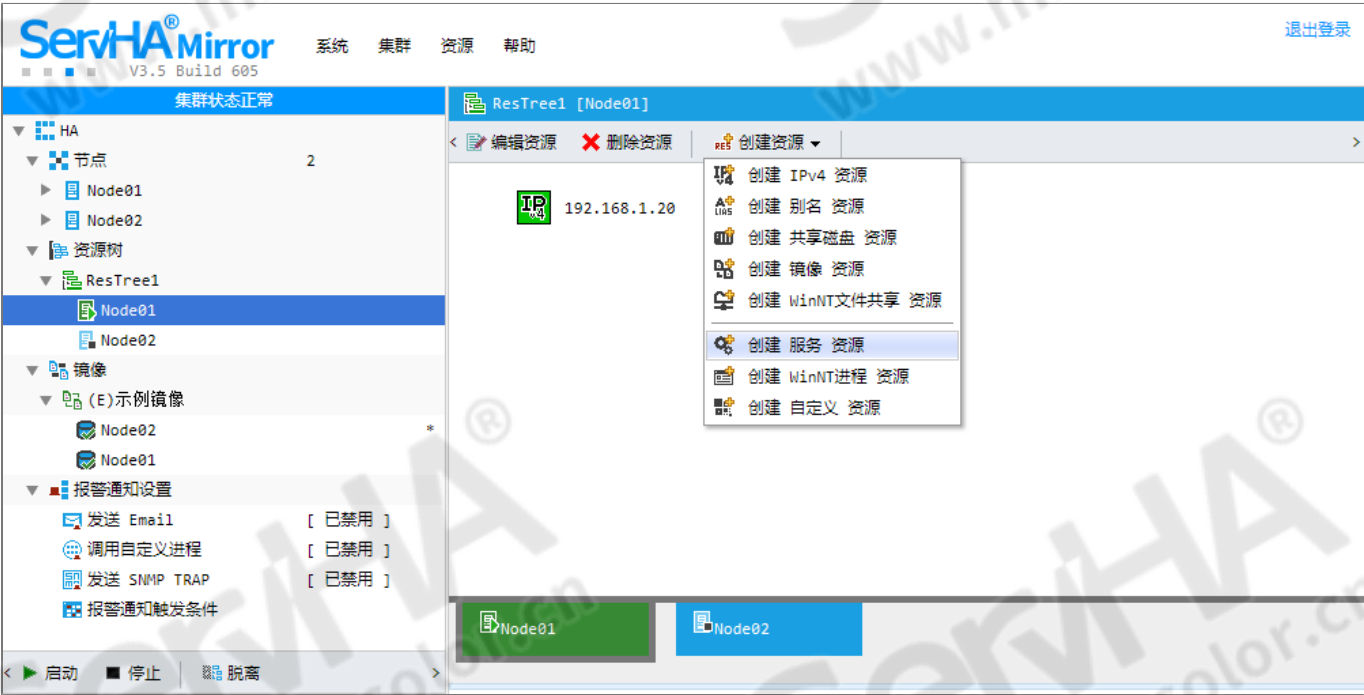 ServHA® Mirror
V3.5 Build 605
系统 集群 资源 帮助
退出登录
集群状态正常
HA
节点 2
Node01
Node02
资源树
ResTree1
Node01
Node02
镜像
(E)示例镜像
Node02 *
Node01
报警通知设置
发送 Email [ 已禁用 ]
调用自定义进程 [ 已禁用 ]
发送 SNMP TRAP [ 已禁用 ]
报警通知触发条件
启动 停止 脱离
ResTree1 [Node01]
编辑资源 删除资源 RES 创建资源
IPv4 192.168.1.20
IPv4 创建 IPv4 资源
ALIAS 创建 别名 资源
创建 共享磁盘 资源
创建 镜像 资源
创建 WinNT文件共享 资源
创建 服务 资源
创建 WinNT进程 资源
创建 自定义 资源
Node01
Node02